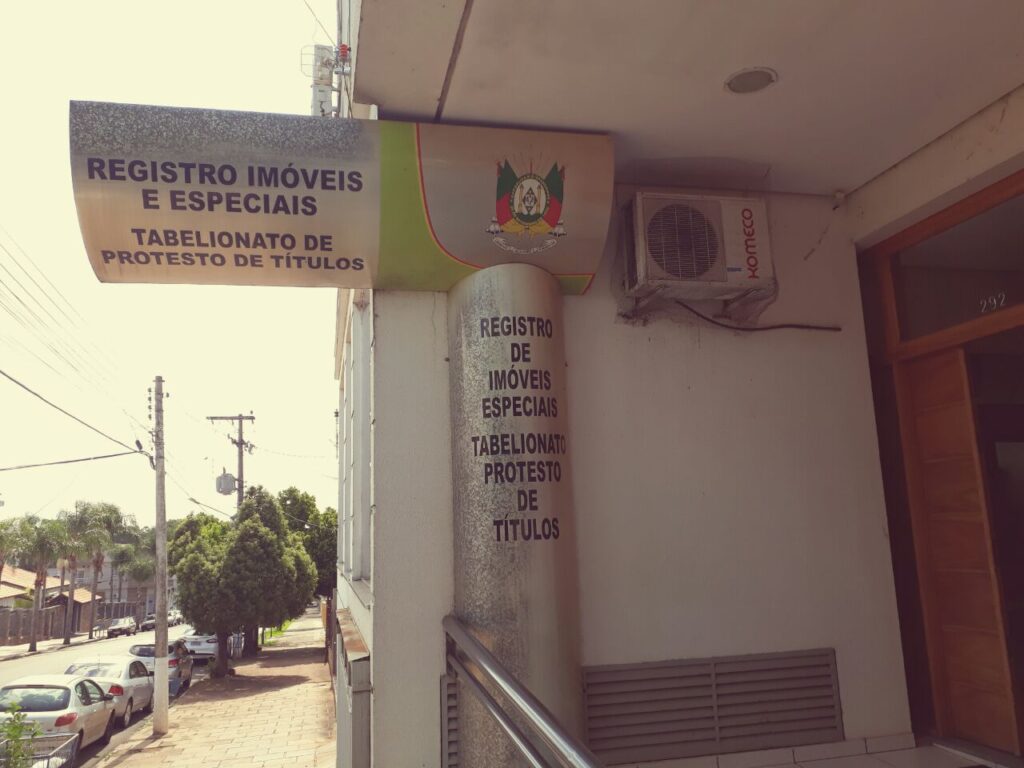 REGISTRO IMÓVEIS
E ESPECIAIS
TABELIONATO DE
PROTESTO DE TÍTULOS
REGISTRO
DE
IMÓVEIS
ESPECIAIS
TABELIONATO
PROTESTO
DE
TÍTULOS
KOMECO
292